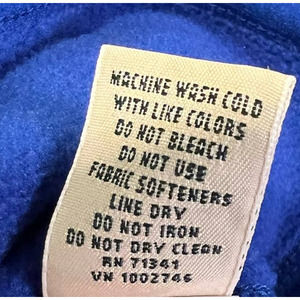 MACHINE WASH COLD
WITH LIKE COLORS
DO NOT BLEACH
DO NOT USE
FABRIC SOFTENERS
LINE DRY
DO NOT IRON
DO NOT DRY CLEAN
RN 71341
VN 1002746